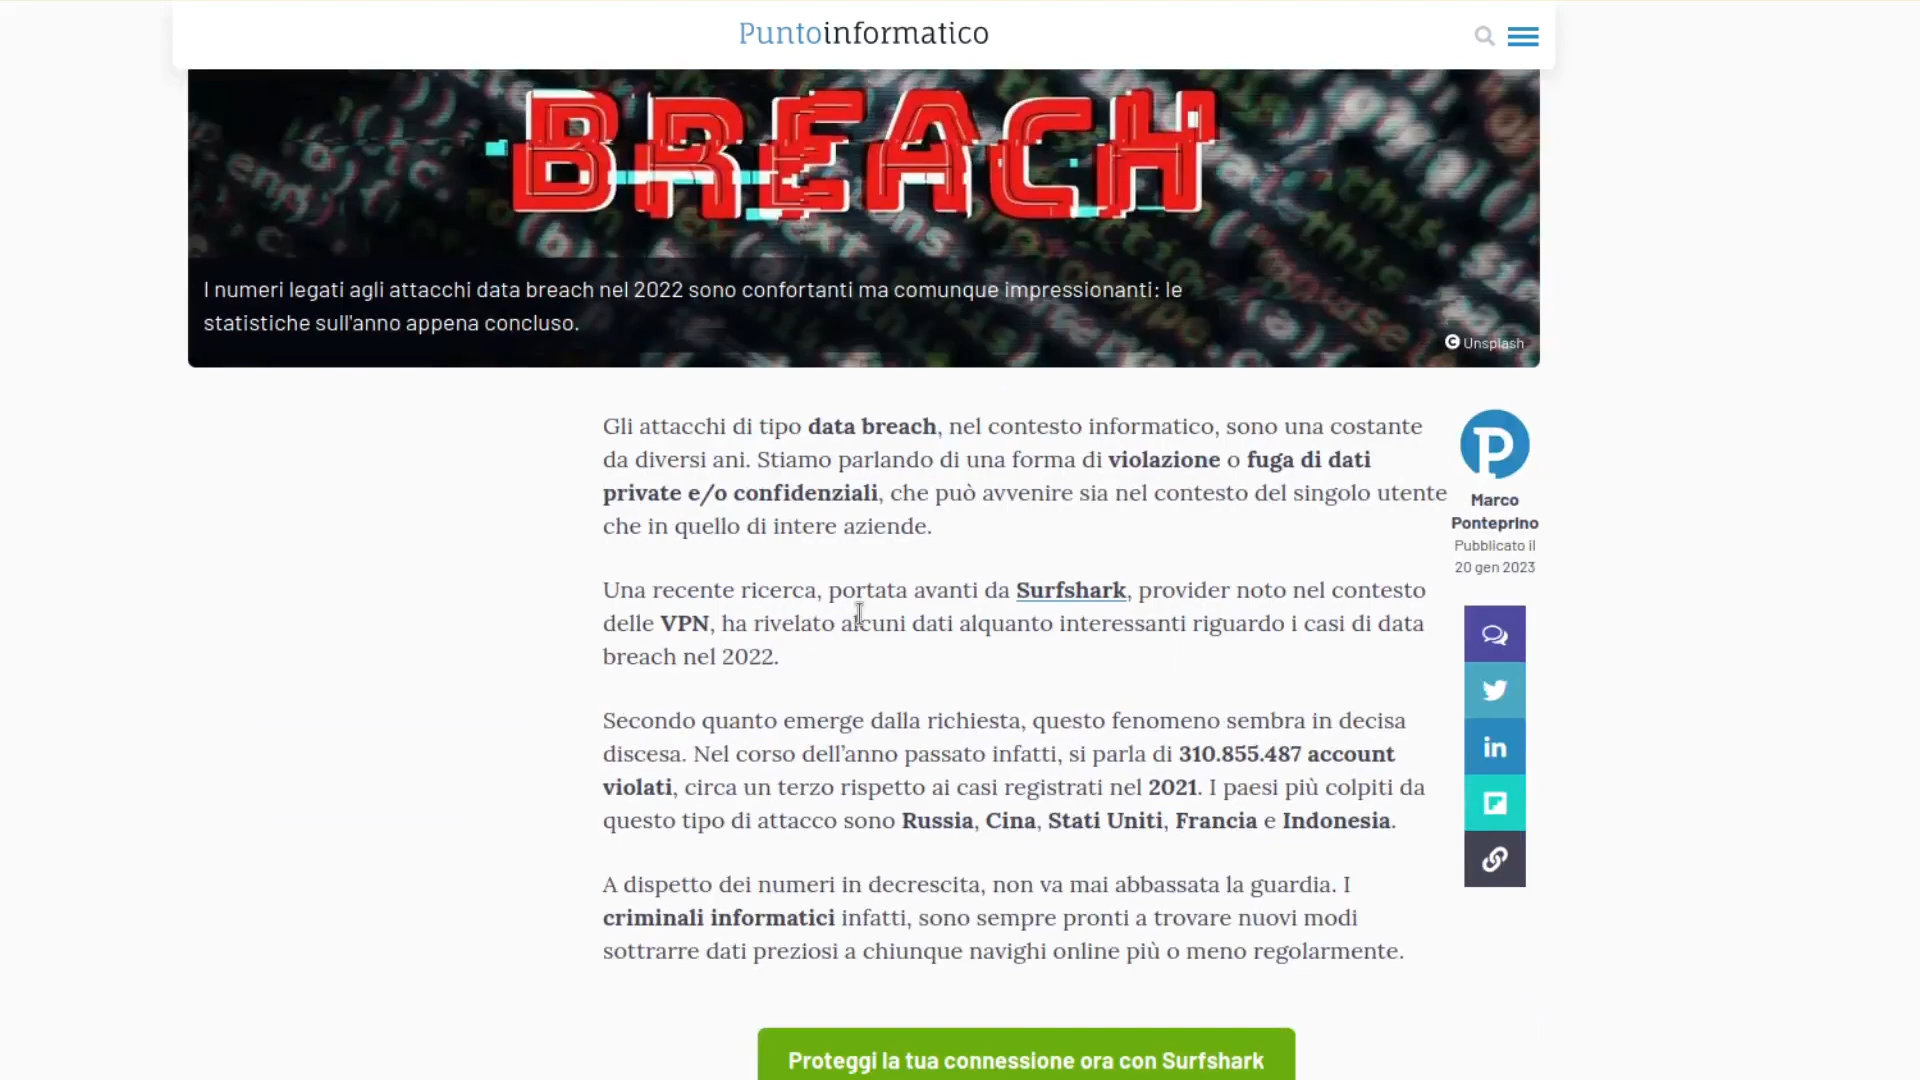 Puntoinformatico
BREACH
I numeri legati agli attacchi data breach nel 2022 sono confortanti ma comunque impressionanti: le
statistiche sull'anno appena concluso.
Unsplash
Gli attacchi di tipo data breach, nel contesto informatico, sono una costante
da diversi ani. Stiamo parlando di una forma di violazione o fuga di dati
private e/o confidenziali, che può avvenire sia nel contesto del singolo utente
che in quello di intere aziende.
Marco
Ponteprino
Pubblicato il
20 gen 2023
Una recente ricerca, portata avanti da Surfshark, provider noto nel contesto
delle VPN, ha rivelato alcuni dati alquanto interessanti riguardo i casi di data
breach nel 2022.
Secondo quanto emerge dalla richiesta, questo fenomeno sembra in decisa
discesa. Nel corso dell’anno passato infatti, si parla di 310.855.487 account
violati, circa un terzo rispetto ai casi registrati nel 2021. I paesi più colpiti da
questo tipo di attacco sono Russia, Cina, Stati Uniti, Francia e Indonesia.
A dispetto dei numeri in decrescita, non va mai abbassata la guardia. I
criminali informatici infatti, sono sempre pronti a trovare nuovi modi
sottrarre dati preziosi a chiunque navighi online più o meno regolarmente.
Proteggi la tua connessione ora con Surfshark